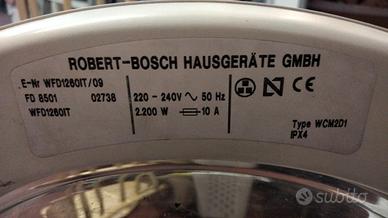 ROBERT-BOSCH HAUSGERÄTE GMBH
E-Nr WFD1260IT/09
FD 8501 02738
WFD1260IT
220 - 240V ~ 50 Hz
2.200 W 10 A
N CE
Type WCM2D1
IPX4
subito